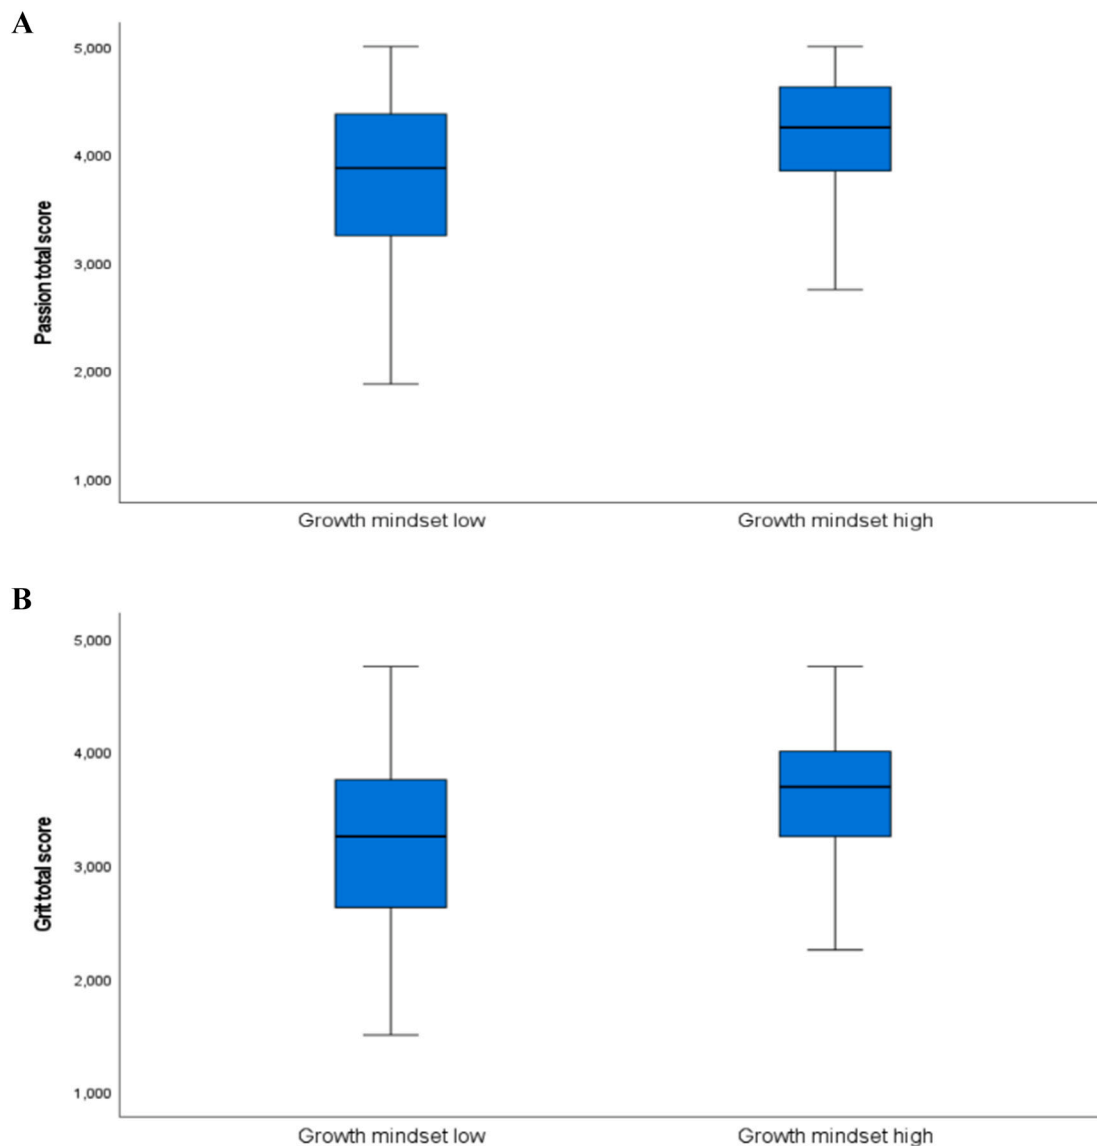 A
5,000
4,000
3,000
2,000
1,000
Passion total score
Growth mindset low
Growth mindset high
B
5,000
4,000
3,000
2,000
1,000
Grit total score
Growth mindset low
Growth mindset high